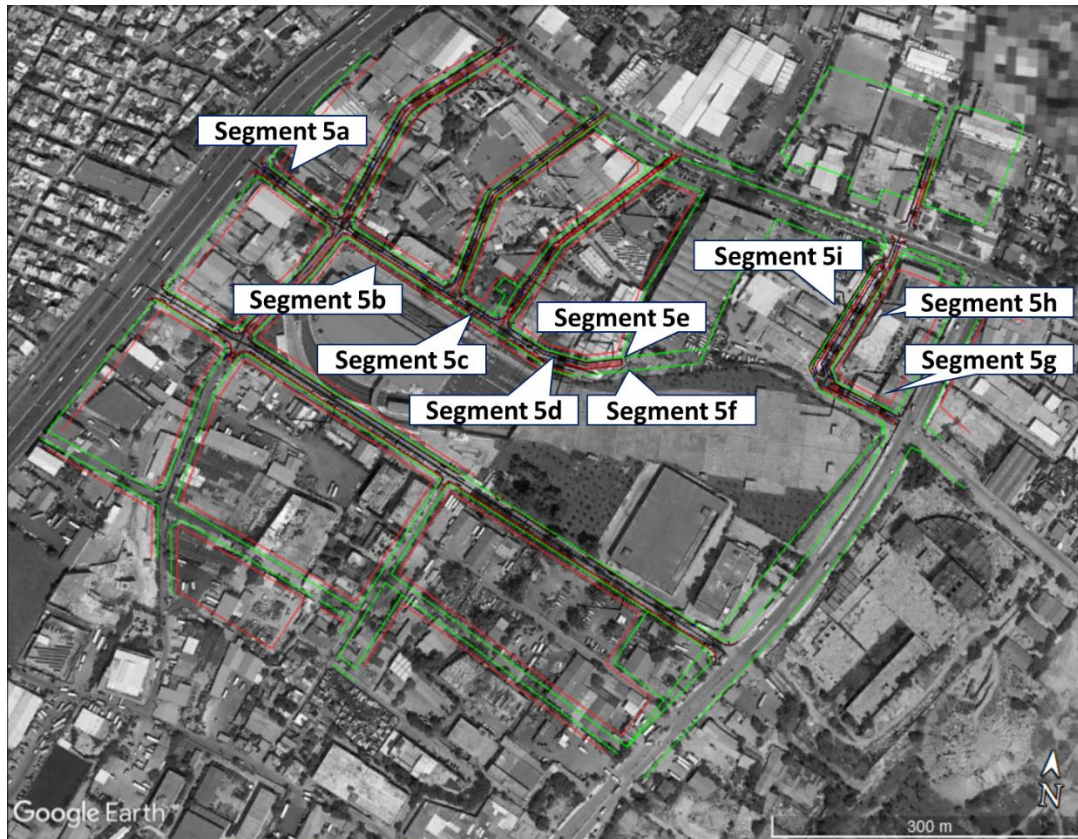 Segment 5a
Segment 5i
Segment 5b
Segment 5h
Segment 5e
Segment 5c
Segment 5g
Segment 5d
Segment 5f
Google Earth
N
300 m